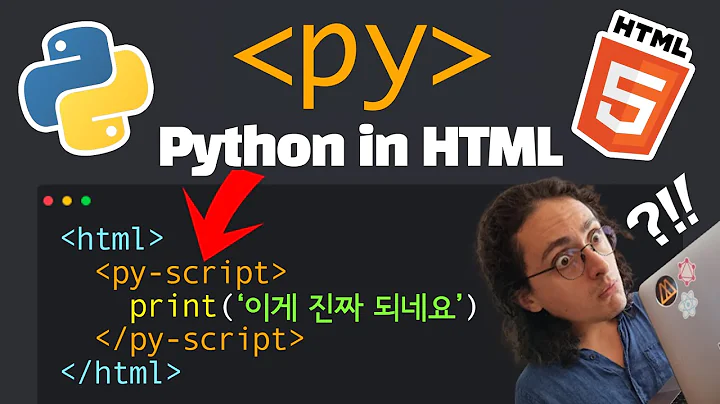 <py>
HTML
5
Python in HTML
?!!
<html>
<py-script>
print(‘이게 진짜 되네요’)
</py-script>
</html>